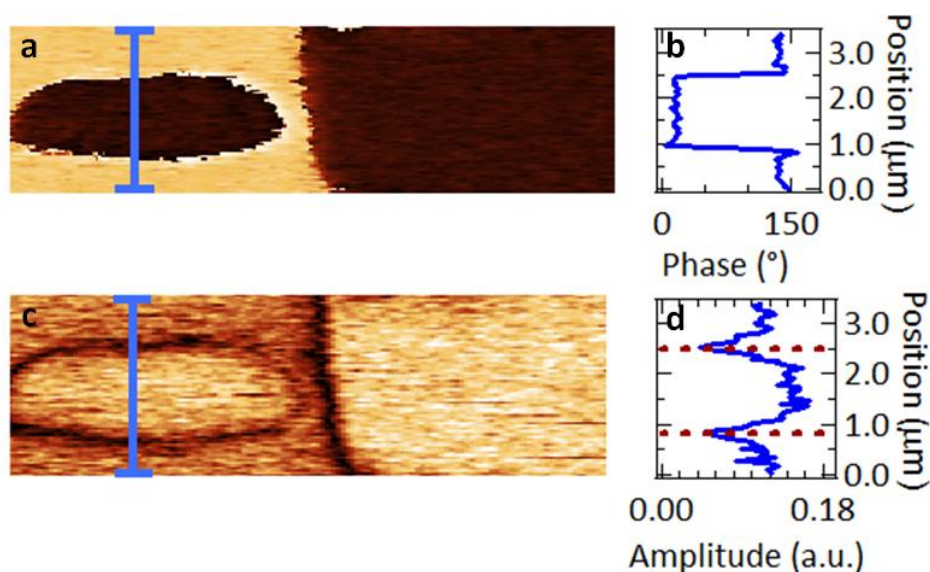 a
b
3.0
2.0
1.0
0.0
Position (μm)
0 150
Phase (°)
c
d
3.0
2.0
1.0
0.0
Position (μm)
0.00 0.18
Amplitude (a.u.)